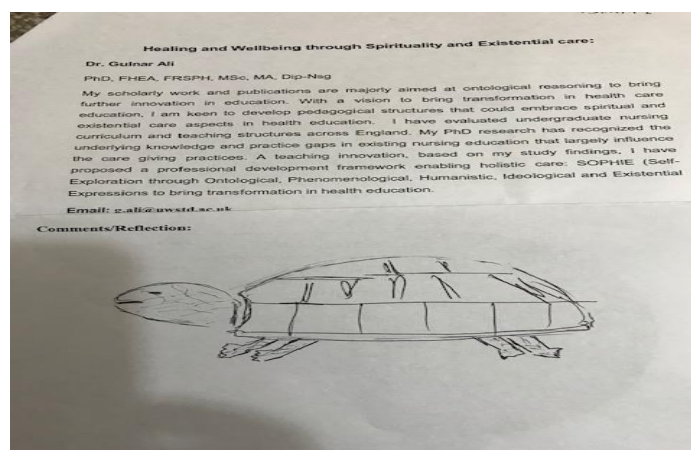 Healing and Wellbeing through Spirituality and Existential care:
Dr. Gulnar Ali
PhD, FHEA, FRSPH, MSc, MA, Dip-Nsg
My scholarly work and publications are majorly aimed at ontological reasoning to bring
further innovation in education. With a vision to bring transformation in health care
education, I am keen to develop pedagogical structures that could embrace spiritual and
existential care aspects in health education. I have evaluated undergraduate nursing
curriculum and teaching structures across England. My PhD research has recognized the
underlying knowledge and practice gaps in existing nursing education that largely influence
the care giving practices. A teaching innovation, based on my study findings, I have
proposed a professional development framework enabling holistic care: SOPHIE (Self-
Exploration through Ontological, Phenomenological, Humanistic, Ideological and Existential
Expressions to bring transformation in health education.
Email: g.ali@uwstd.ac.uk
Comments/Reflection: